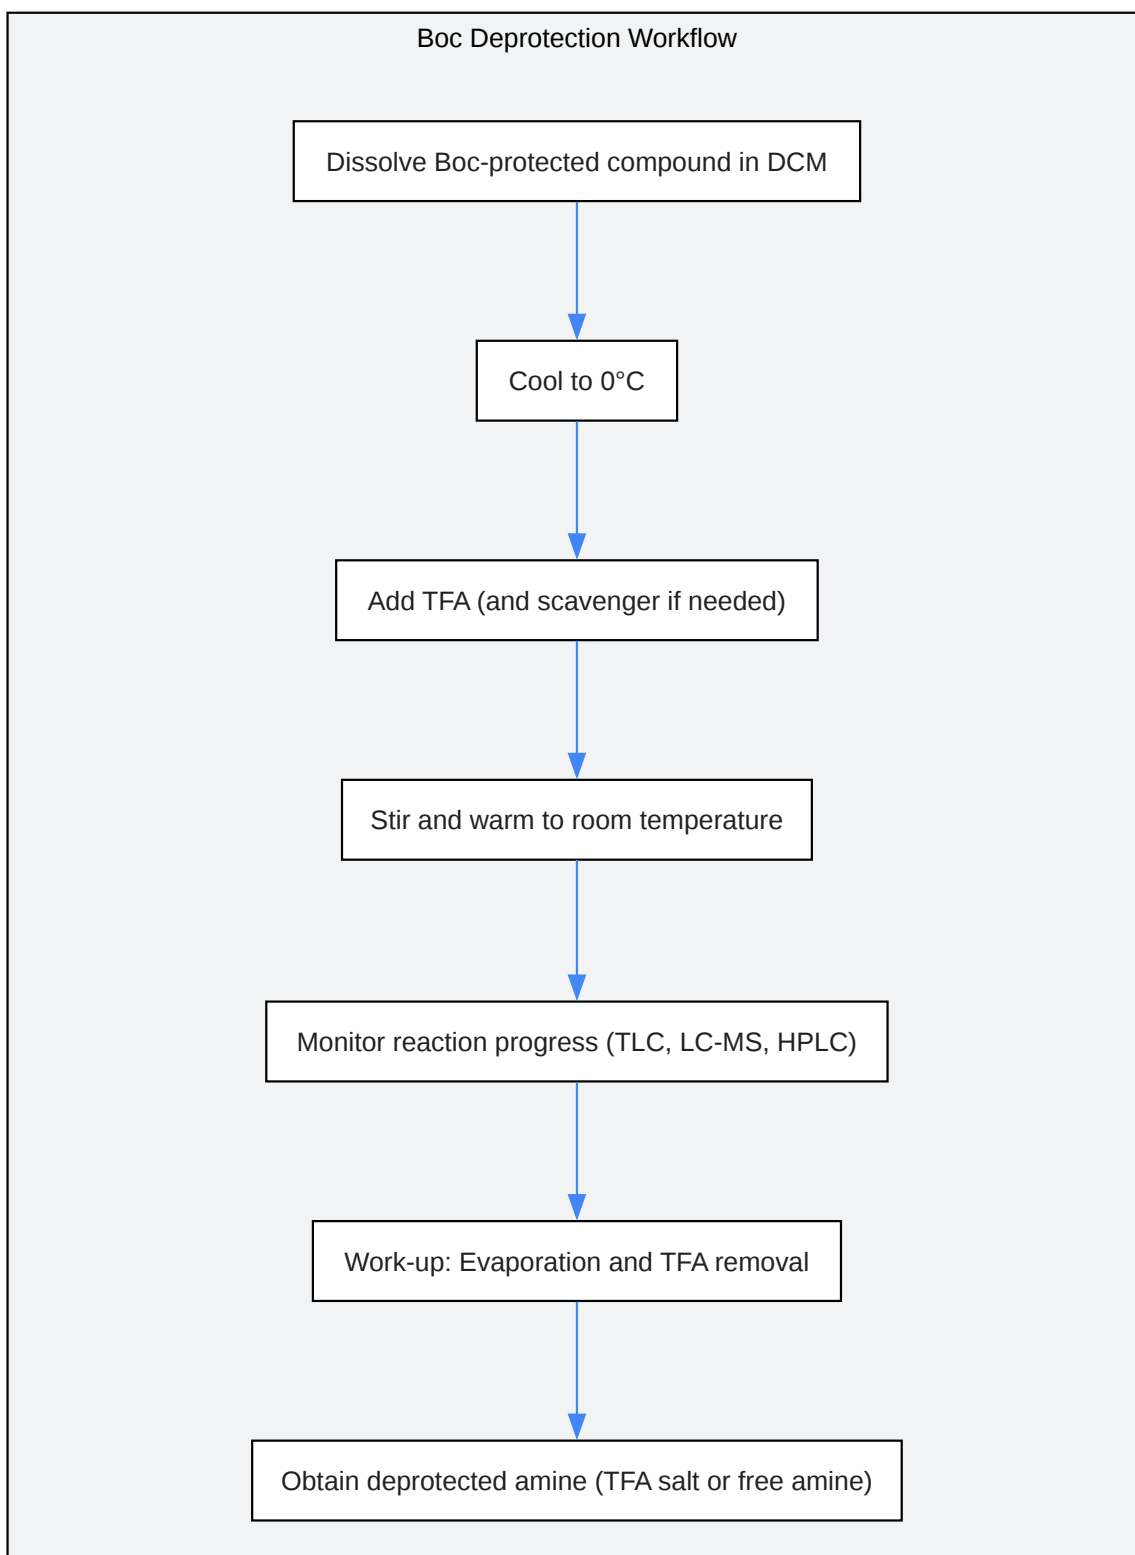 Boc Deprotection Workflow
Dissolve Boc-protected compound in DCM
Cool to 0°C
Add TFA (and scavenger if needed)
Stir and warm to room temperature
Monitor reaction progress (TLC, LC-MS, HPLC)
Work-up: Evaporation and TFA removal
Obtain deprotected amine (TFA salt or free amine)